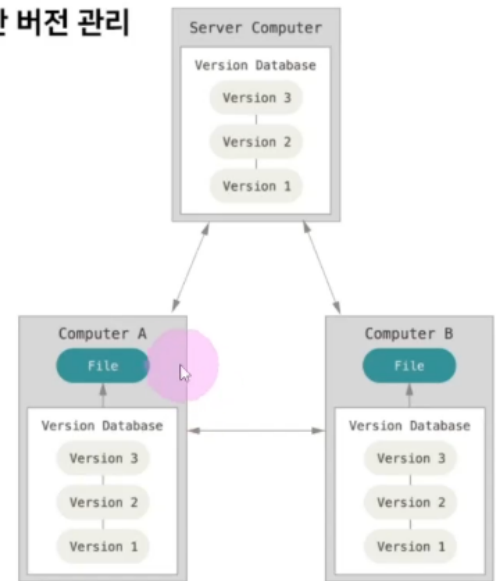 버전 관리
Server Computer
Version Database
Version 3
Version 2
Version 1
Computer A
File
Version Database
Version 3
Version 2
Version 1
Computer B
File
Version Database
Version 3
Version 2
Version 1